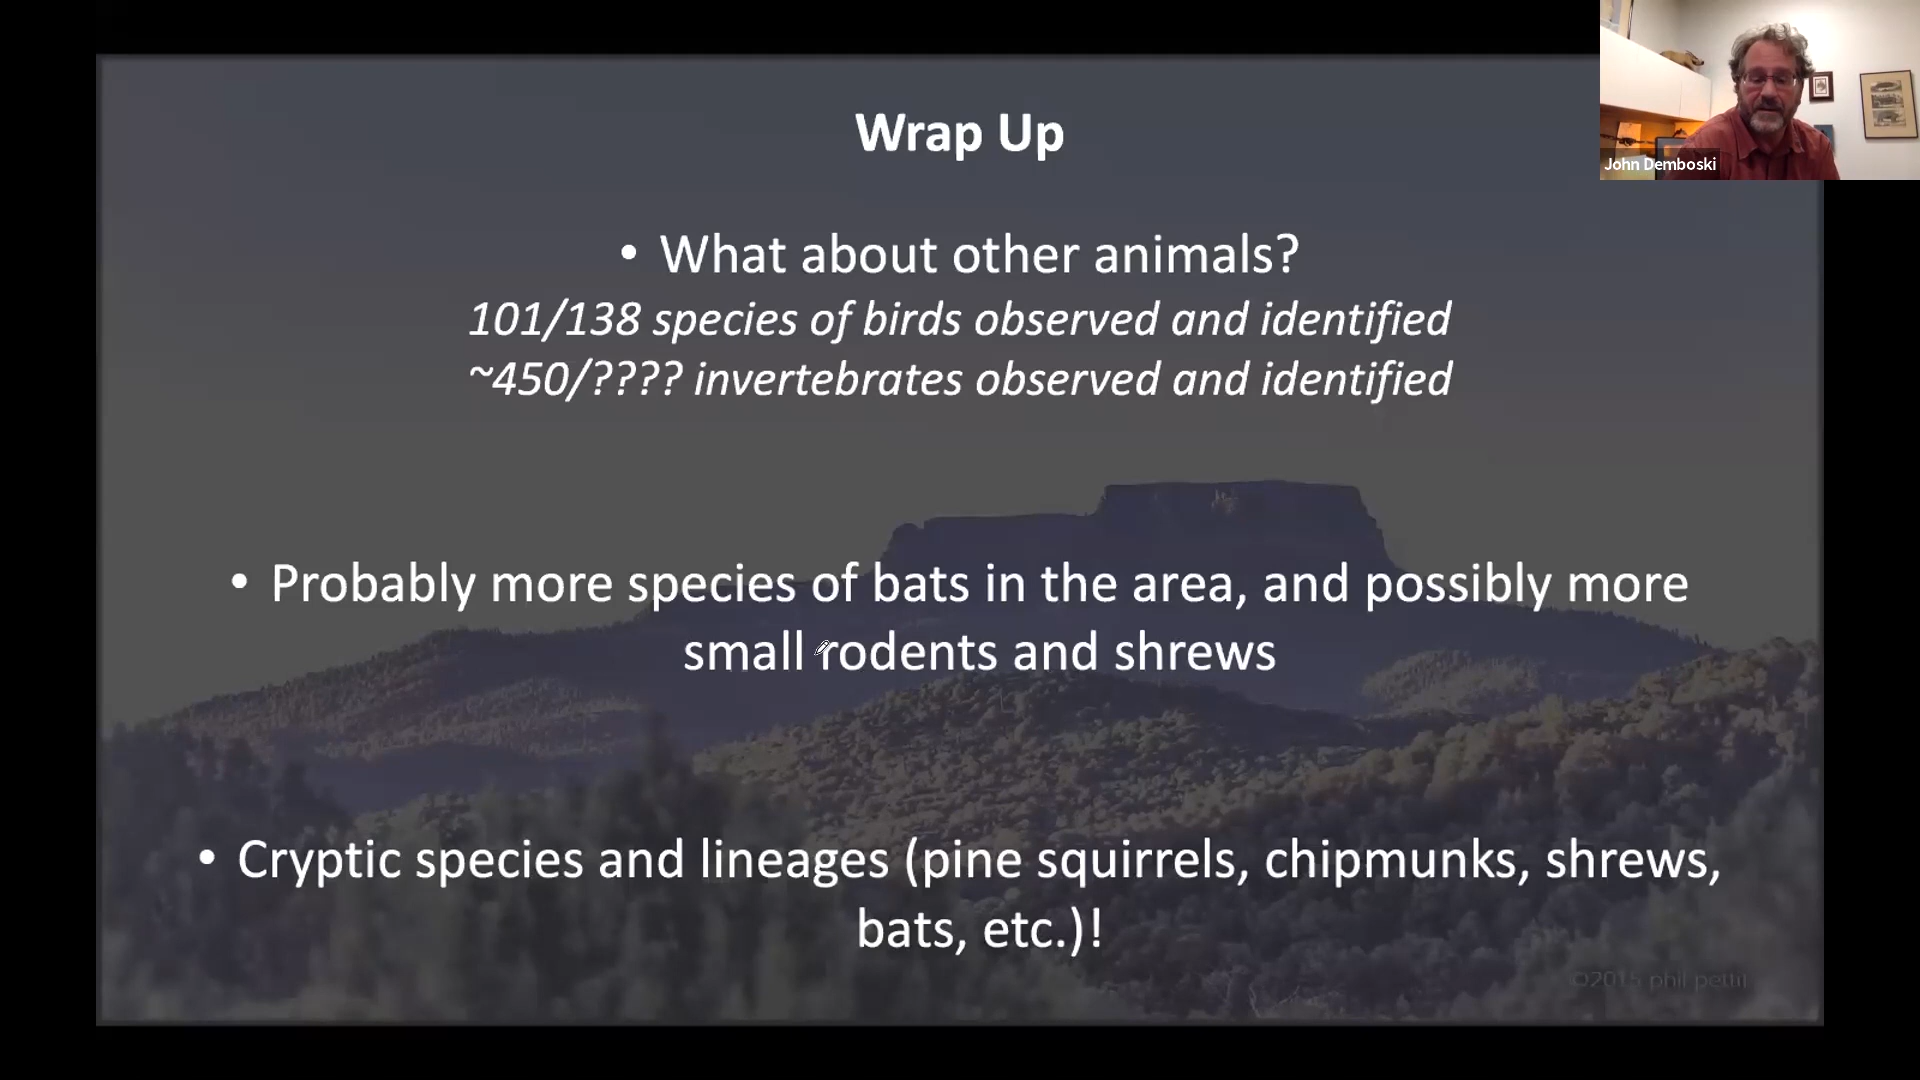 Wrap Up
John Demboski
• What about other animals?
101/138 species of birds observed and identified
~450/???? invertebrates observed and identified
• Probably more species of bats in the area, and possibly more
small rodents and shrews
• Cryptic species and lineages (pine squirrels, chipmunks, shrews,
bats, etc.)!
©2015 phil